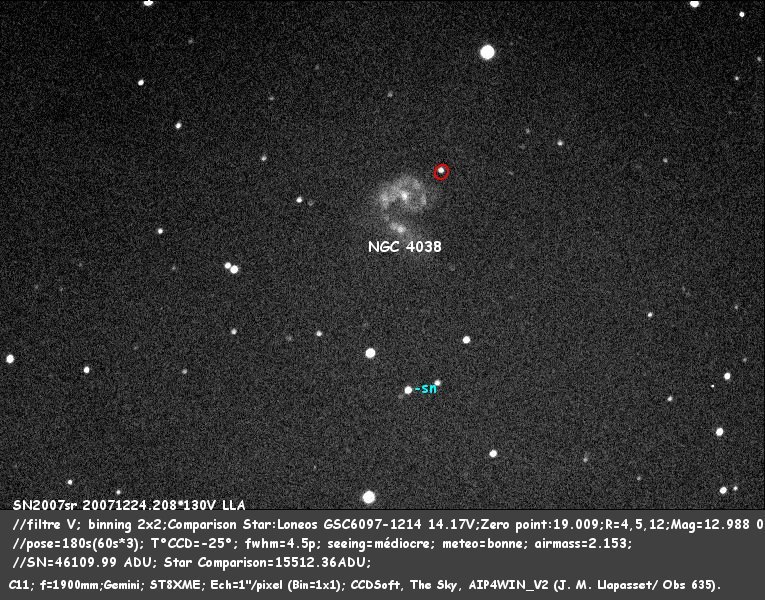 NGC 4038
-sn
SN2007sr 20071224.208*130V LLA
//filtre V; binning 2x2;Comparison Star:Loneos GSC6097-1214 14.17V;Zero point:19.009;R=4,5,12;Mag=12.988 0
//pose=180s(60s*3); T°CCD=-25°; fwhm=4.5p; seeing=médiocre; meteo=bonne; airmass=2.153;
//SN=46109.99 ADU; Star Comparison=15512.36ADU;
C11; f=1900mm;Gemini; ST8XME; Ech=1"/pixel (Bin=1x1); CCDSoft, The Sky, AIP4WIN_V2 (J. M. Llapasset/ Obs 635).